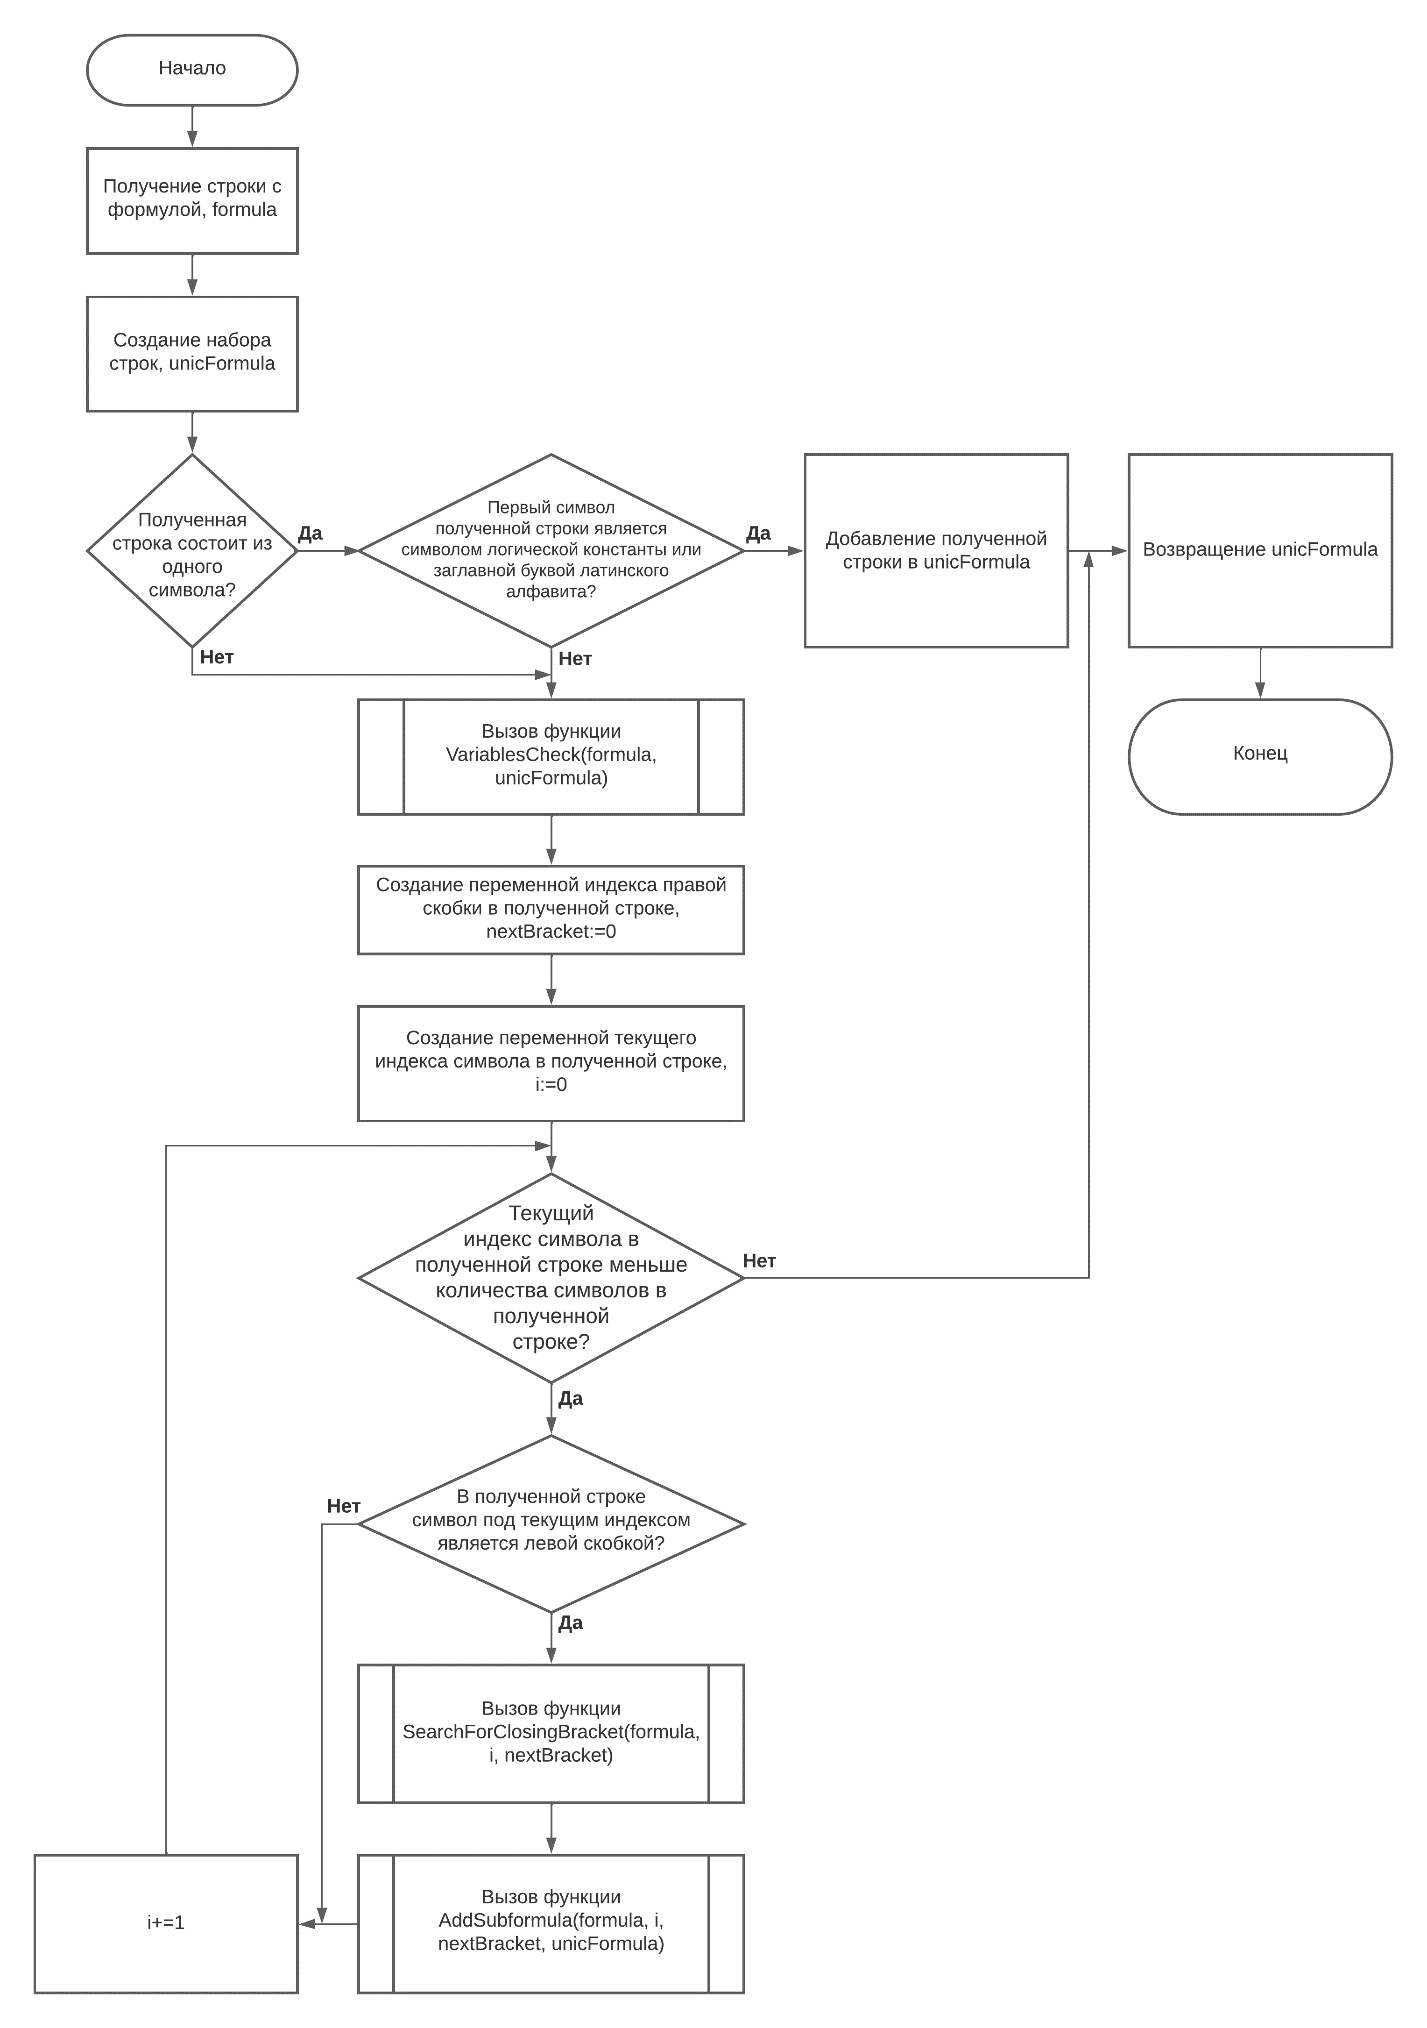 Начало
Получение строки с
формулой, formula
Создание набора
строк, unicFormula
Полученная
строка состоит из
одного
символа?
Да
Нет
Первый символ
полученной строки является
символом логической константы или
заглавной буквой латинского
алфавита?
Да
Нет
Добавление полученной
строки в unicFormula
Возвращение unicFormula
Конец
Вызов функции
VariablesCheck(formula,
unicFormula)
Создание переменной индекса правой
скобки в полученной строке,
nextBracket:=0
Создание переменной текущего
индекса символа в полученной строке,
i:=0
Текущий
индекс символа в
полученной строке меньше
количества символов в
полученной
строке?
Нет
Да
В полученной строке
символ под текущим индексом
является левой скобкой?
Нет
Да
Вызов функции
SearchForClosingBracket(formula,
i, nextBracket)
Вызов функции
AddSubformula(formula, i,
nextBracket, unicFormula)
i+=1